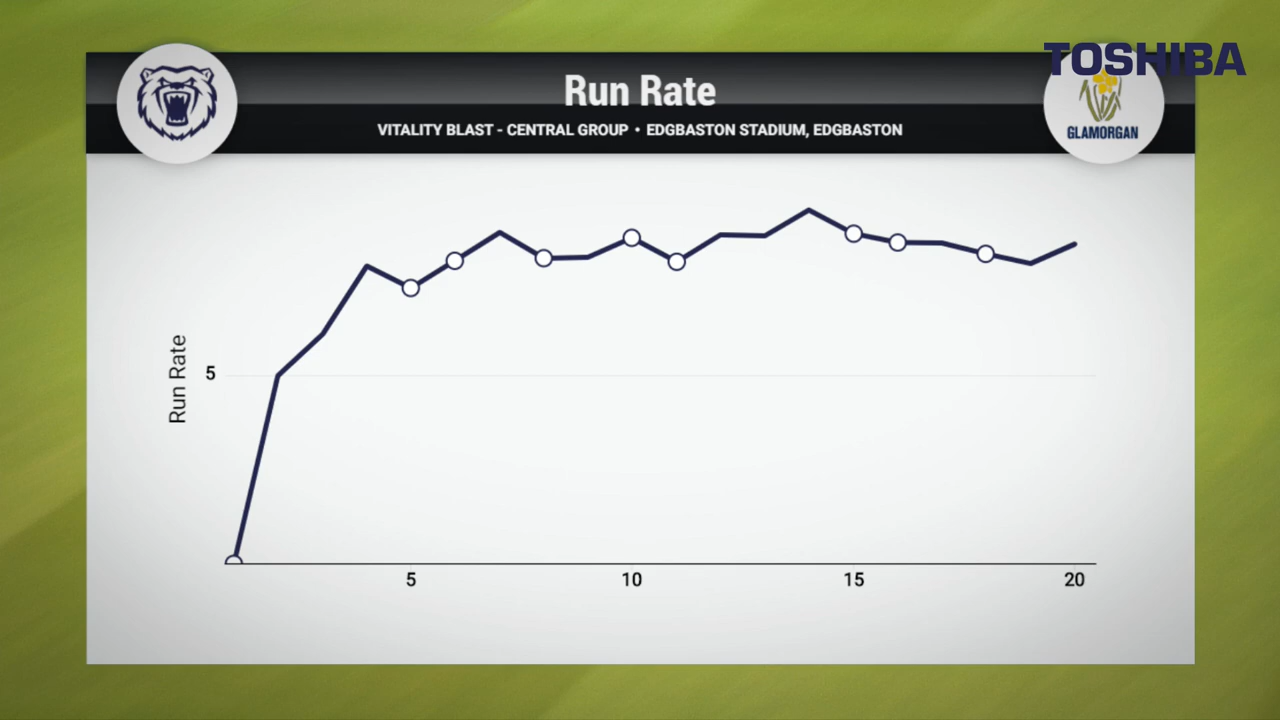 TOSHIBA
Run Rate
VITALITY BLAST - CENTRAL GROUP • EDGBASTON STADIUM, EDGBASTON
GLAMORGAN
Run Rate
5
5
10
15
20